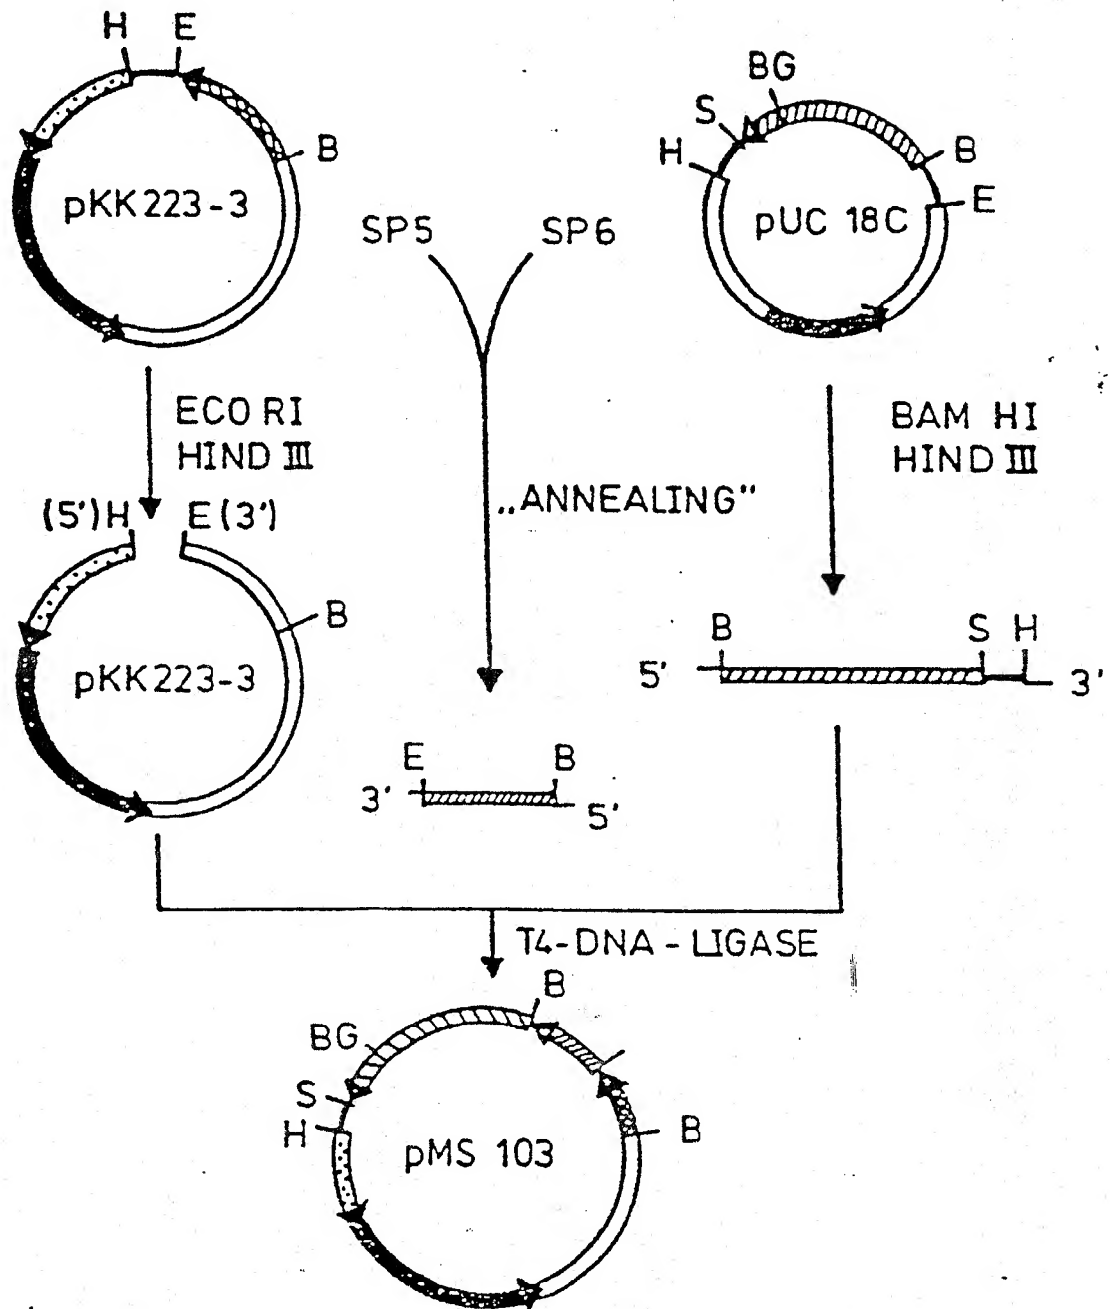 H E
B
pKK223-3
BG
S
H
B
E
pUC 18C
SP5 SP6
ECO RI
HIND III
„ANNEALING"
BAM HI
HIND III
(5')H E(3')
B
pKK223-3
B S H
5' 3'
E B
3' 5'
T4-DNA-LIGASE
B
BG
S
H
B
pMS 103